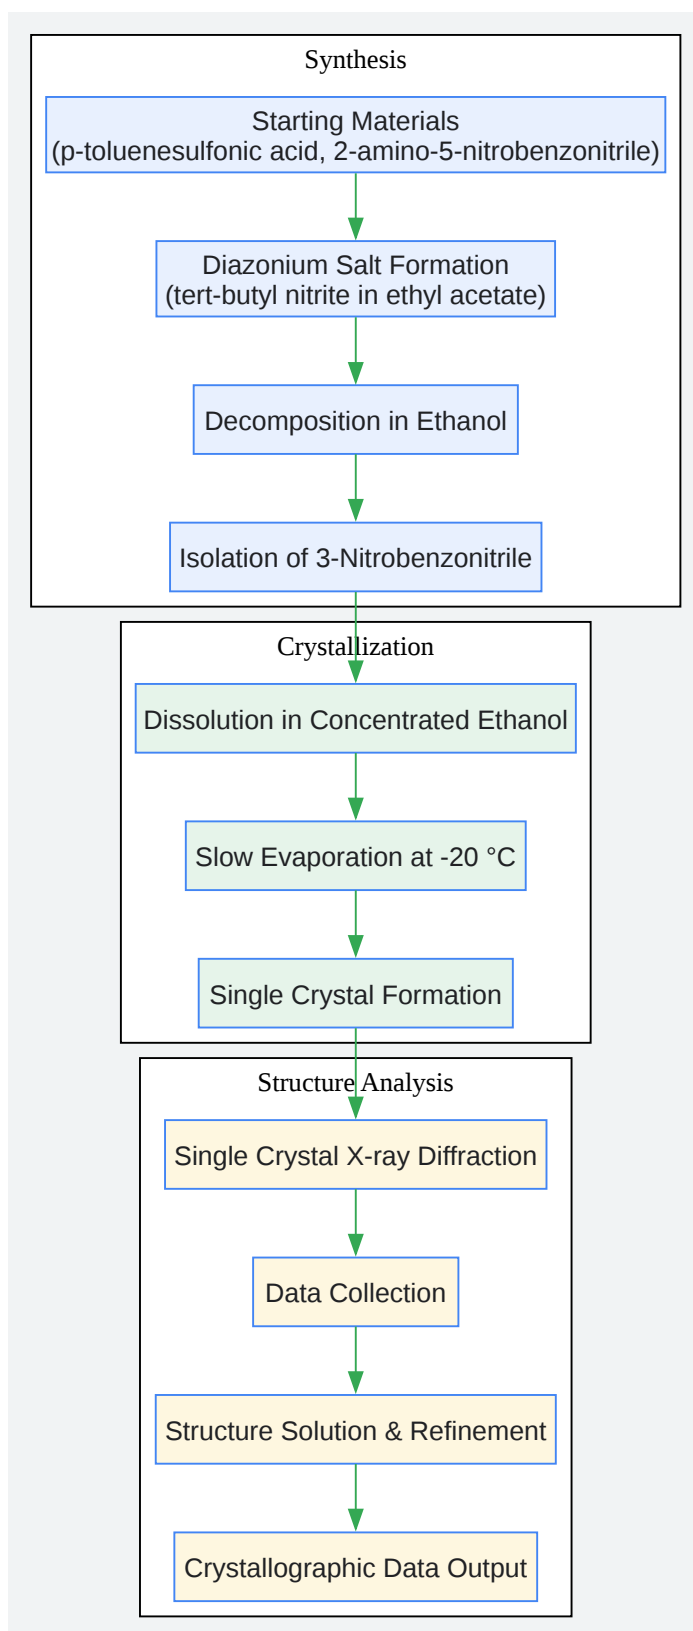 Synthesis
Starting Materials
(p-toluenesulfonic acid, 2-amino-5-nitrobenzonitrile)
Diazonium Salt Formation
(tert-butyl nitrite in ethyl acetate)
Decomposition in Ethanol
Isolation of 3-Nitrobenzonitrile
Crystallization
Dissolution in Concentrated Ethanol
Slow Evaporation at -20 °C
Single Crystal Formation
Structure Analysis
Single Crystal X-ray Diffraction
Data Collection
Structure Solution & Refinement
Crystallographic Data Output